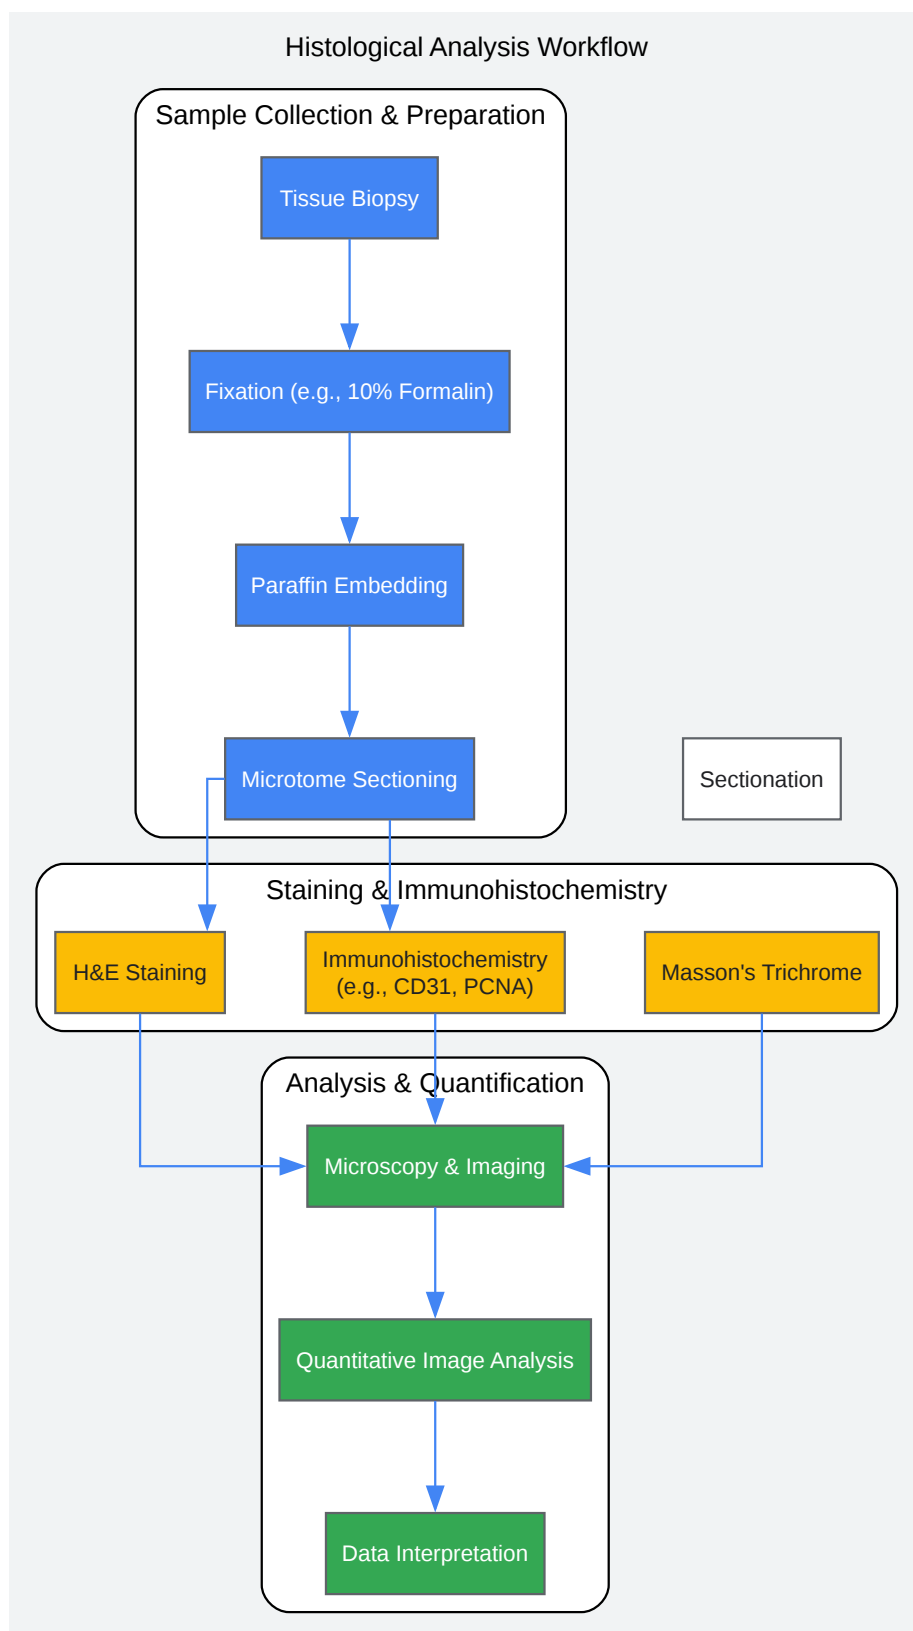 Histological Analysis Workflow
Sample Collection & Preparation
Tissue Biopsy
Fixation (e.g., 10% Formalin)
Paraffin Embedding
Microtome Sectioning
Sectionation
Staining & Immunohistochemistry
H&E Staining
Immunohistochemistry
(e.g., CD31, PCNA)
Masson's Trichrome
Analysis & Quantification
Microscopy & Imaging
Quantitative Image Analysis
Data Interpretation